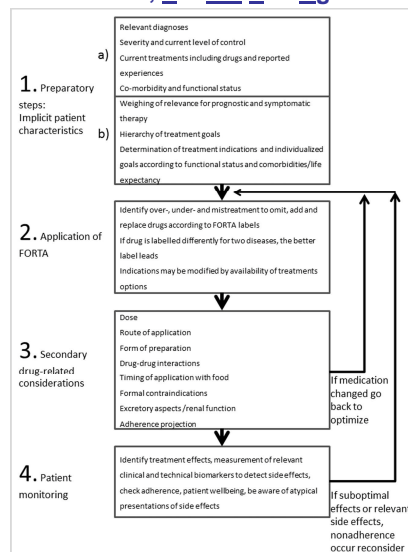 1. Preparatory
steps:
Implicit patient
characteristics
a)
Relevant diagnoses
Severity and current level of control
Current treatments including drugs and reported
experiences
Co-morbidity and functional status
b)
Weighing of relevance for prognostic and symptomatic
therapy
Hierarchy of treatment goals
Determination of treatment indications and individualized
goals according to functional status and comorbidities/life
expectancy
2. Application of
FORTA
Identify over-, under- and mistreatment to omit, add and
replace drugs according to FORTA labels
If drug is labelled differently for two diseases, the better
label leads
Indications may be modified by availability of treatments
options
3. Secondary
drug-related
considerations
Dose
Route of application
Form of preparation
Drug-drug interactions
Timing of application with food
Formal contraindications
Excretory aspects /renal function
Adherence projection
If medication
changed go
back to
optimize
4. Patient
monitoring
Identify treatment effects, measurement of relevant
clinical and technical biomarkers to detect side effects,
check adherence, patient wellbeing, be aware of atypical
presentations of side effects
If suboptimal
effects or relevant
side effects,
nonadherence
occur reconsider